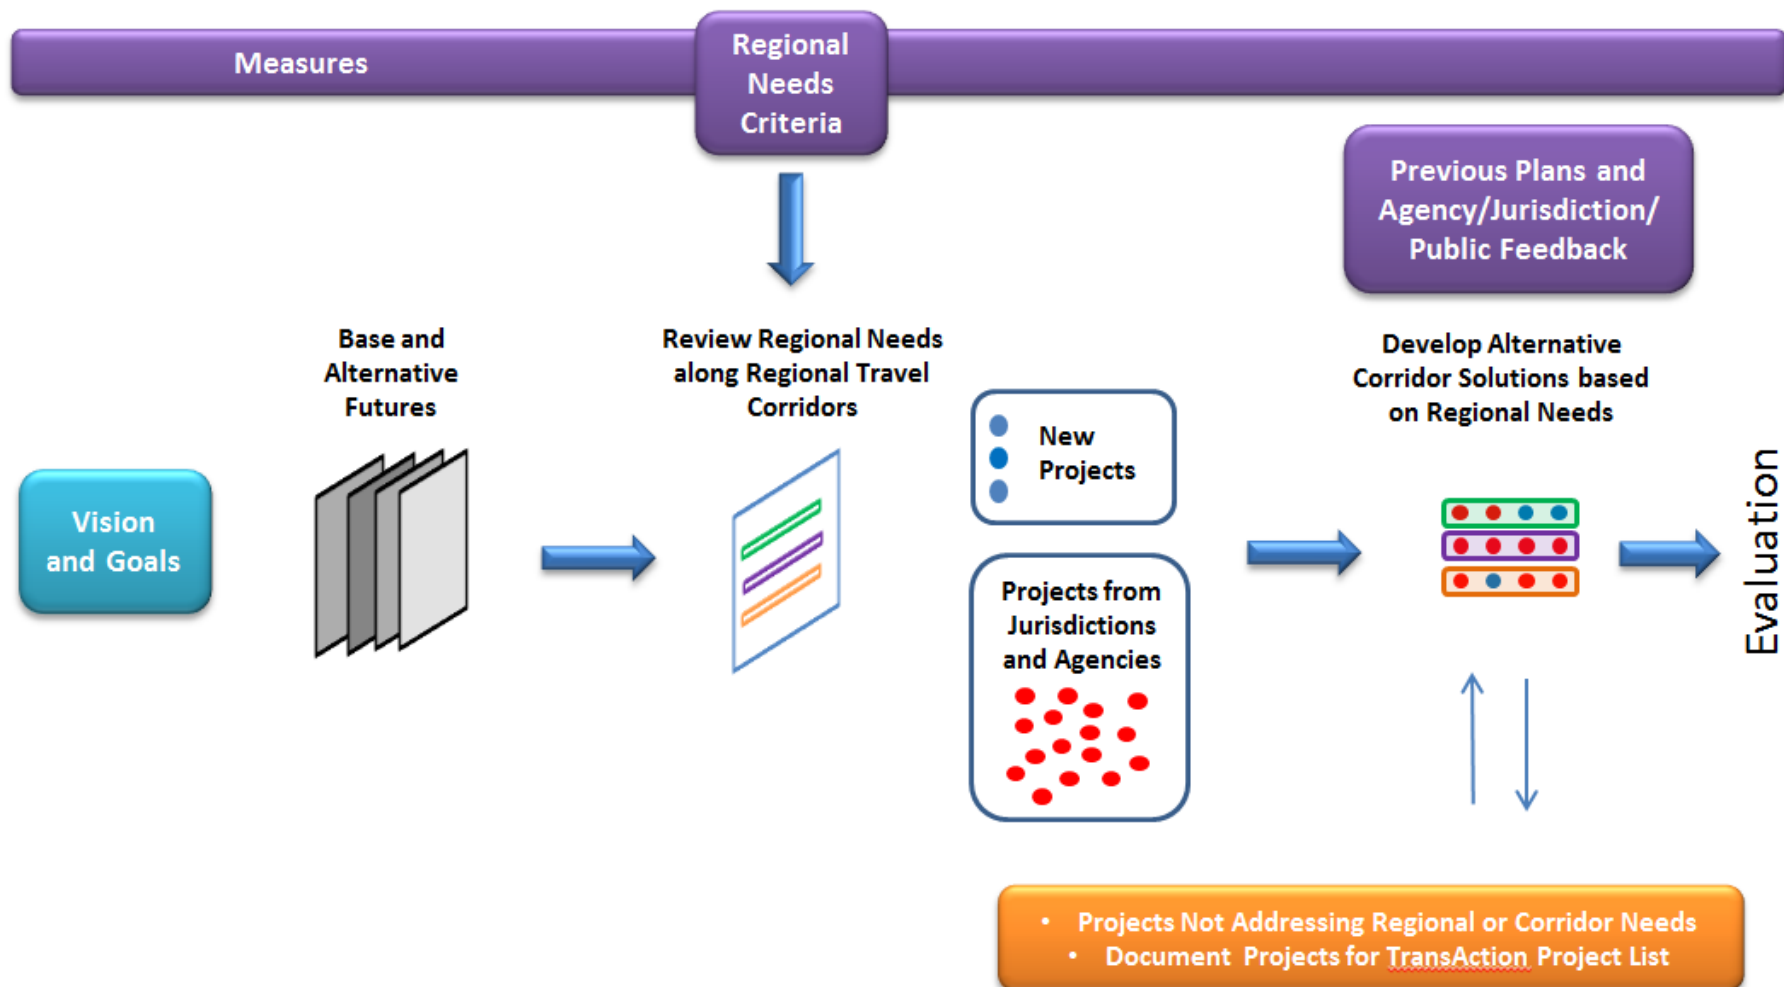 Measures
Regional
Needs
Criteria
Previous Plans and
Agency/Jurisdiction/
Public Feedback
Base and
Alternative
Futures
Review Regional Needs
along Regional Travel
Corridors
Develop Alternative
Corridor Solutions based
on Regional Needs
New
Projects
Vision
and Goals
Projects from
Jurisdictions
and Agencies
Evaluation
• Projects Not Addressing Regional or Corridor Needs
• Document Projects for TransAction Project List